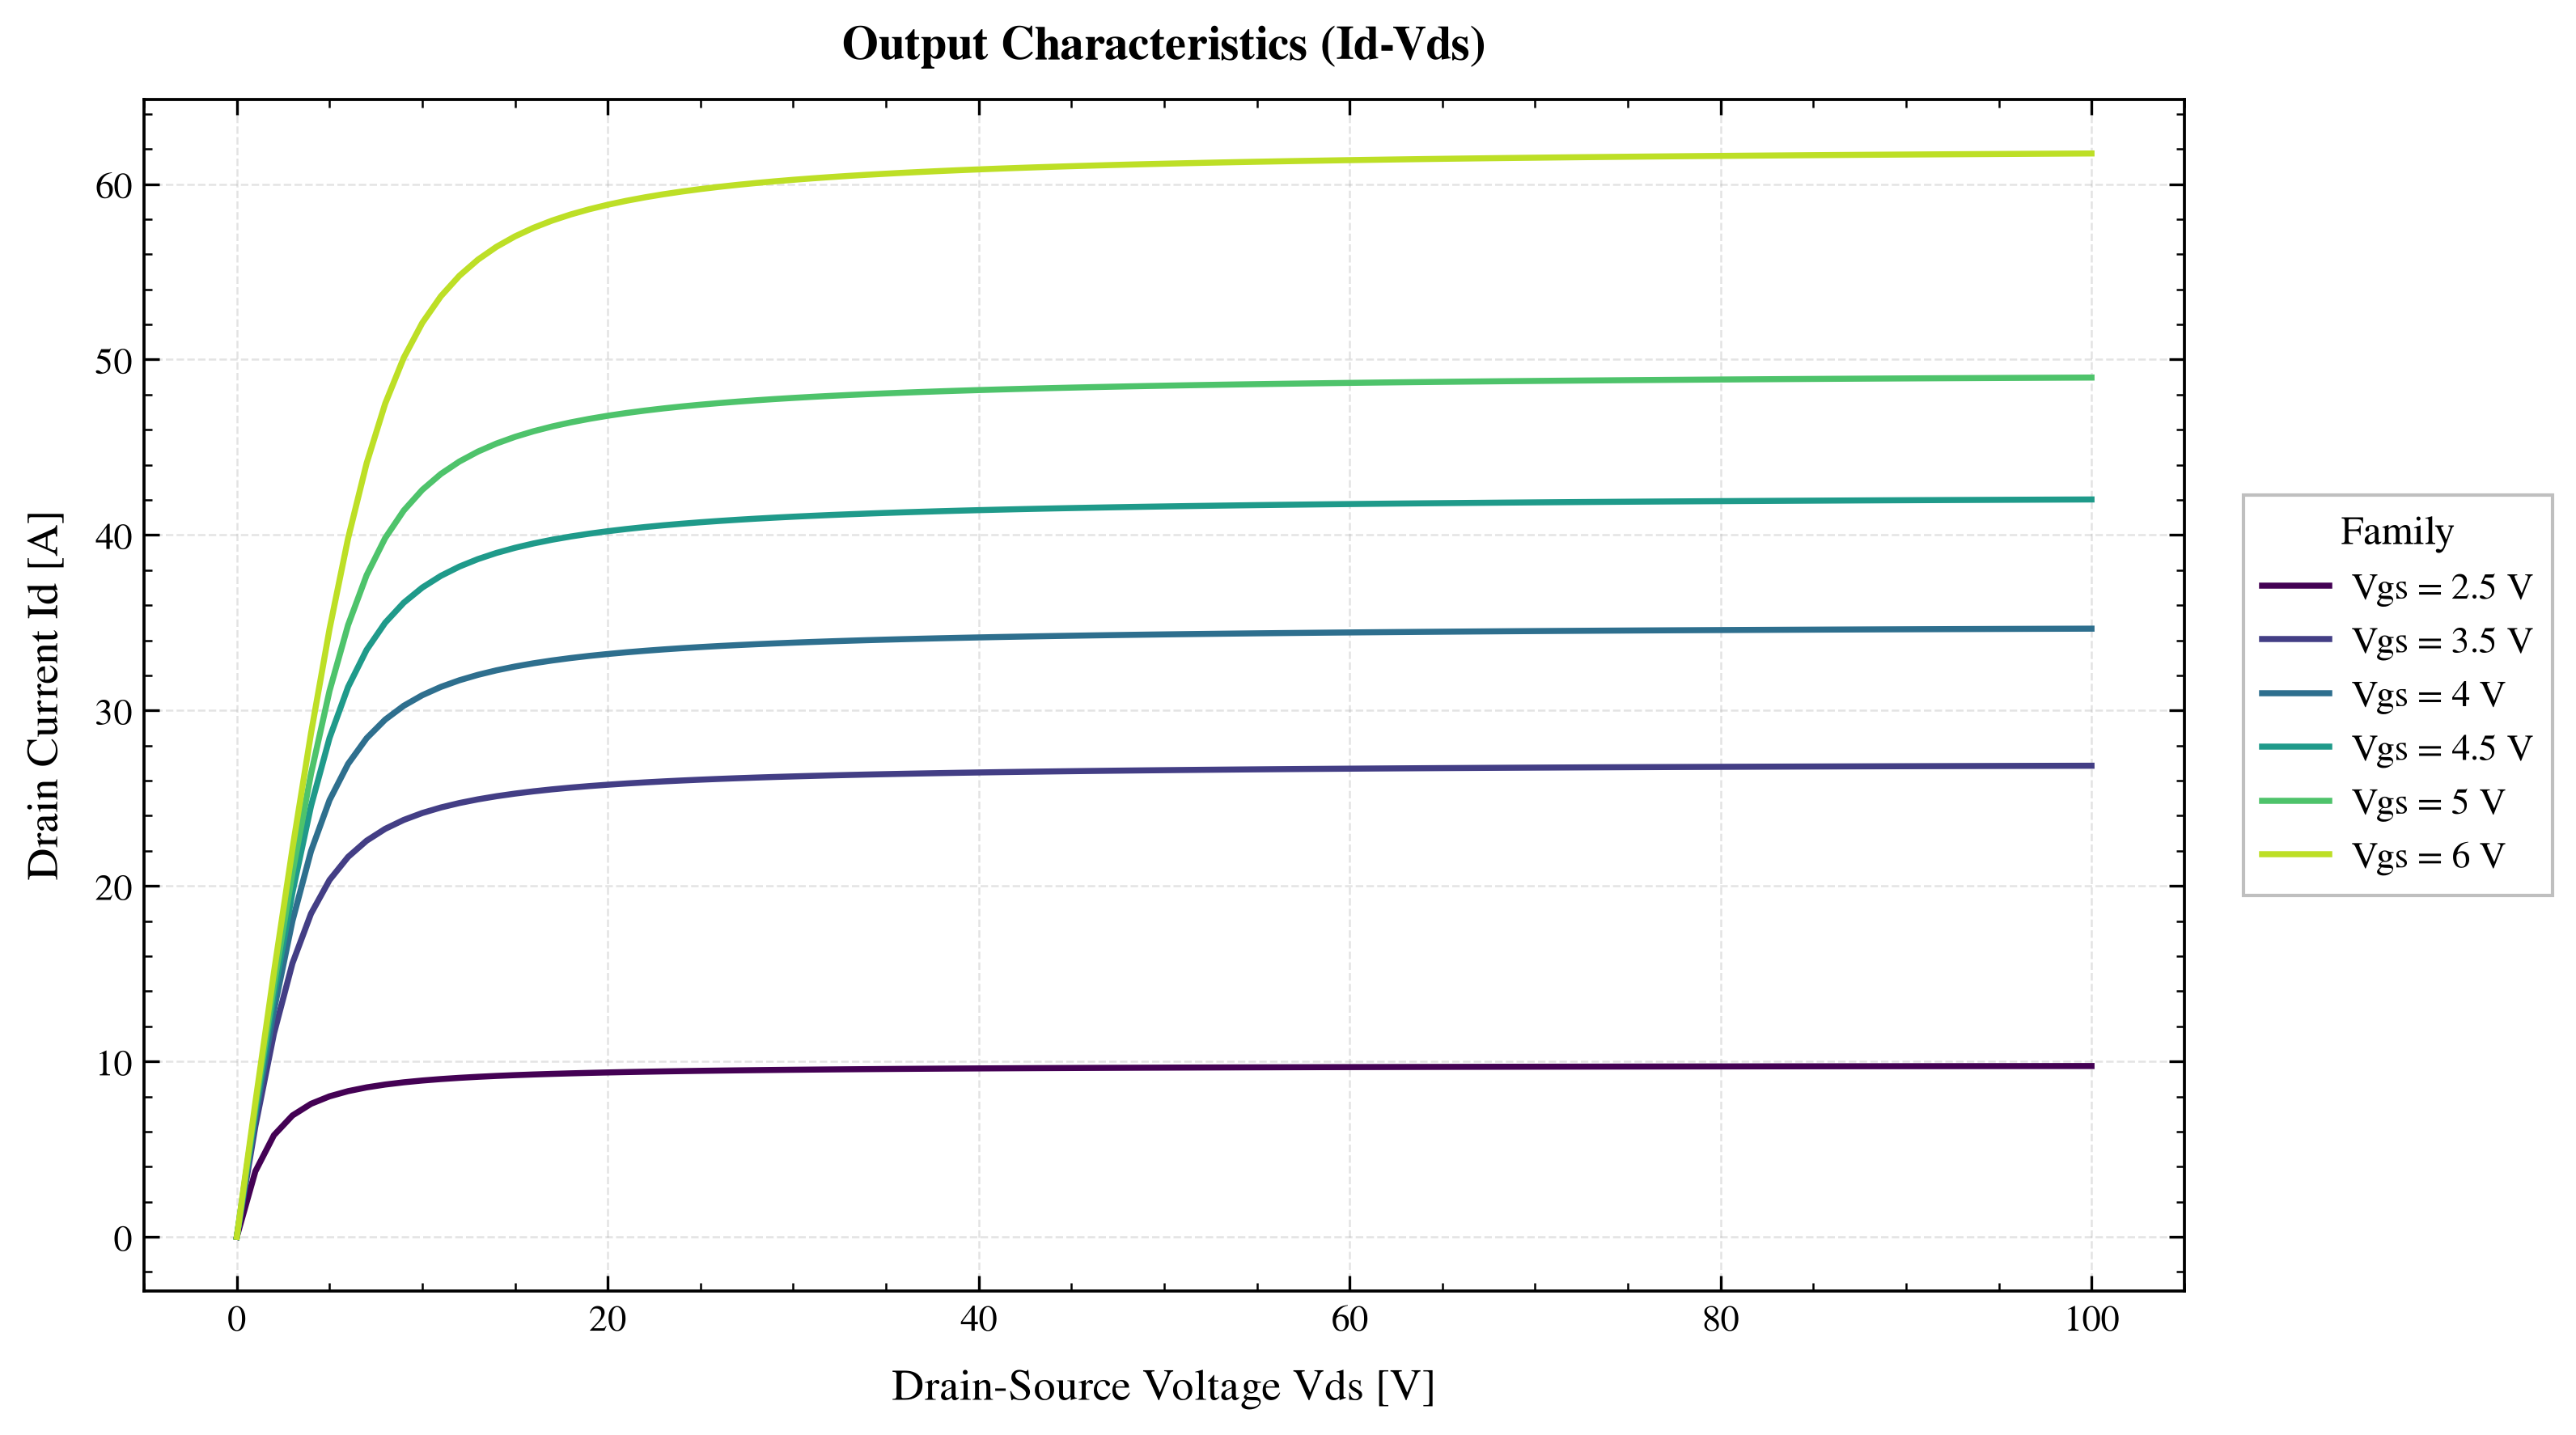 Output Characteristics (Id-Vds)
Drain Current Id [A]
60
50
40
30
20
10
0
0 20 40 60 80 100
Drain-Source Voltage Vds [V]
Family
Vgs = 2.5 V
Vgs = 3.5 V
Vgs = 4 V
Vgs = 4.5 V
Vgs = 5 V
Vgs = 6 V